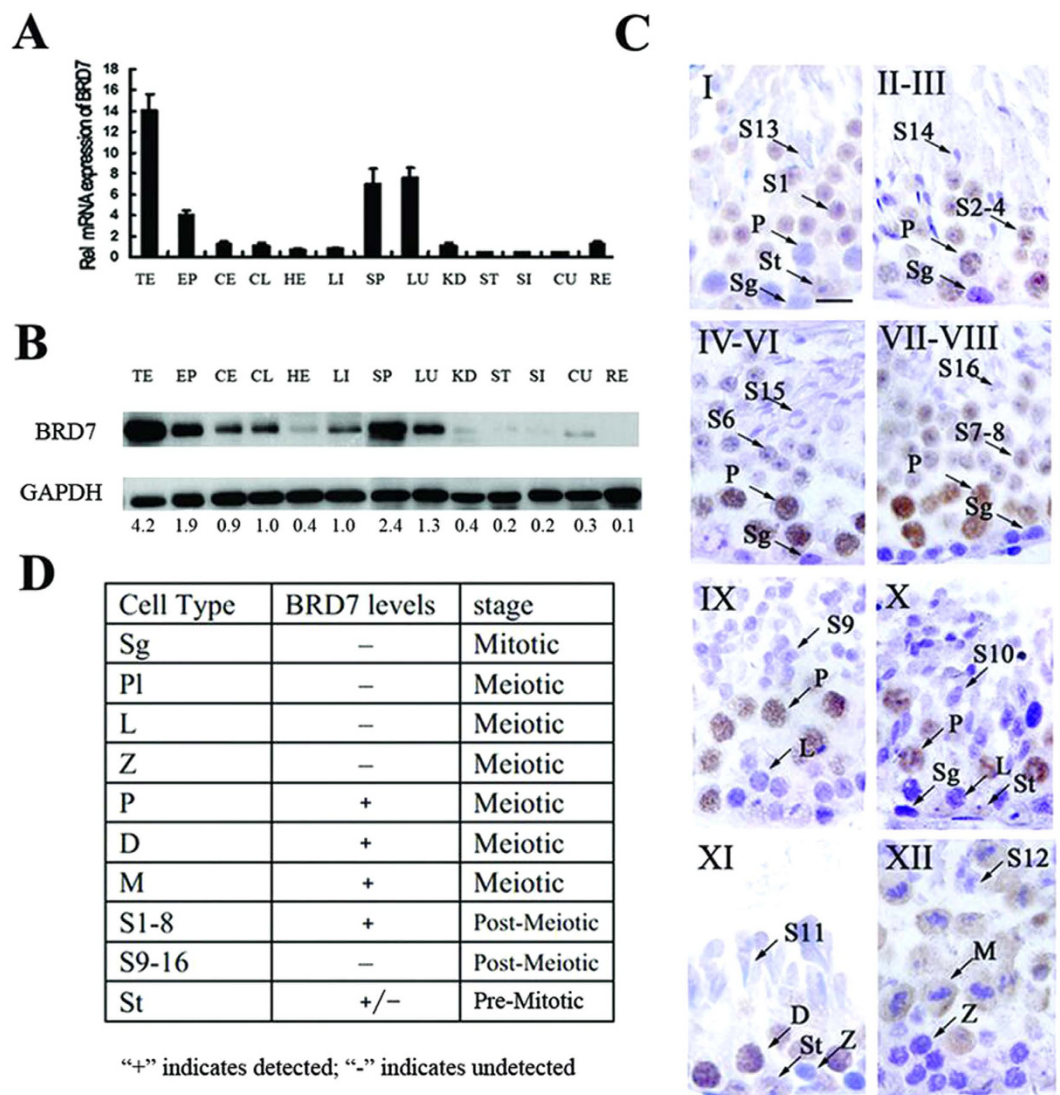 A
Rel mRNA expression of BRD7
18
16
14
12
10
8
6
4
2
0
TE EP CE CL HE LI SP LU KD ST SI CU RE
B
TE EP CE CL HE LI SP LU KD ST SI CU RE
BRD7
GAPDH
4.2 1.9 0.9 1.0 0.4 1.0 2.4 1.3 0.4 0.2 0.2 0.3 0.1
C
I
S13
S1
P
St
Sg
II-III
S14
S2-4
P
Sg
IV-VI
S15
S6
P
Sg
VII-VIII
S16
S7-8
P
Sg
IX
S9
P
L
X
S10
P
L
Sg
St
XI
S11
D
St
Z
XII
S12
M
Z
D
Cell Type BRD7 levels stage
Sg – Mitotic
Pl – Meiotic
L – Meiotic
Z – Meiotic
P + Meiotic
D + Meiotic
M + Meiotic
S1-8 + Post-Meiotic
S9-16 – Post-Meiotic
St +/– Pre-Mitotic
“+” indicates detected; “-” indicates undetected